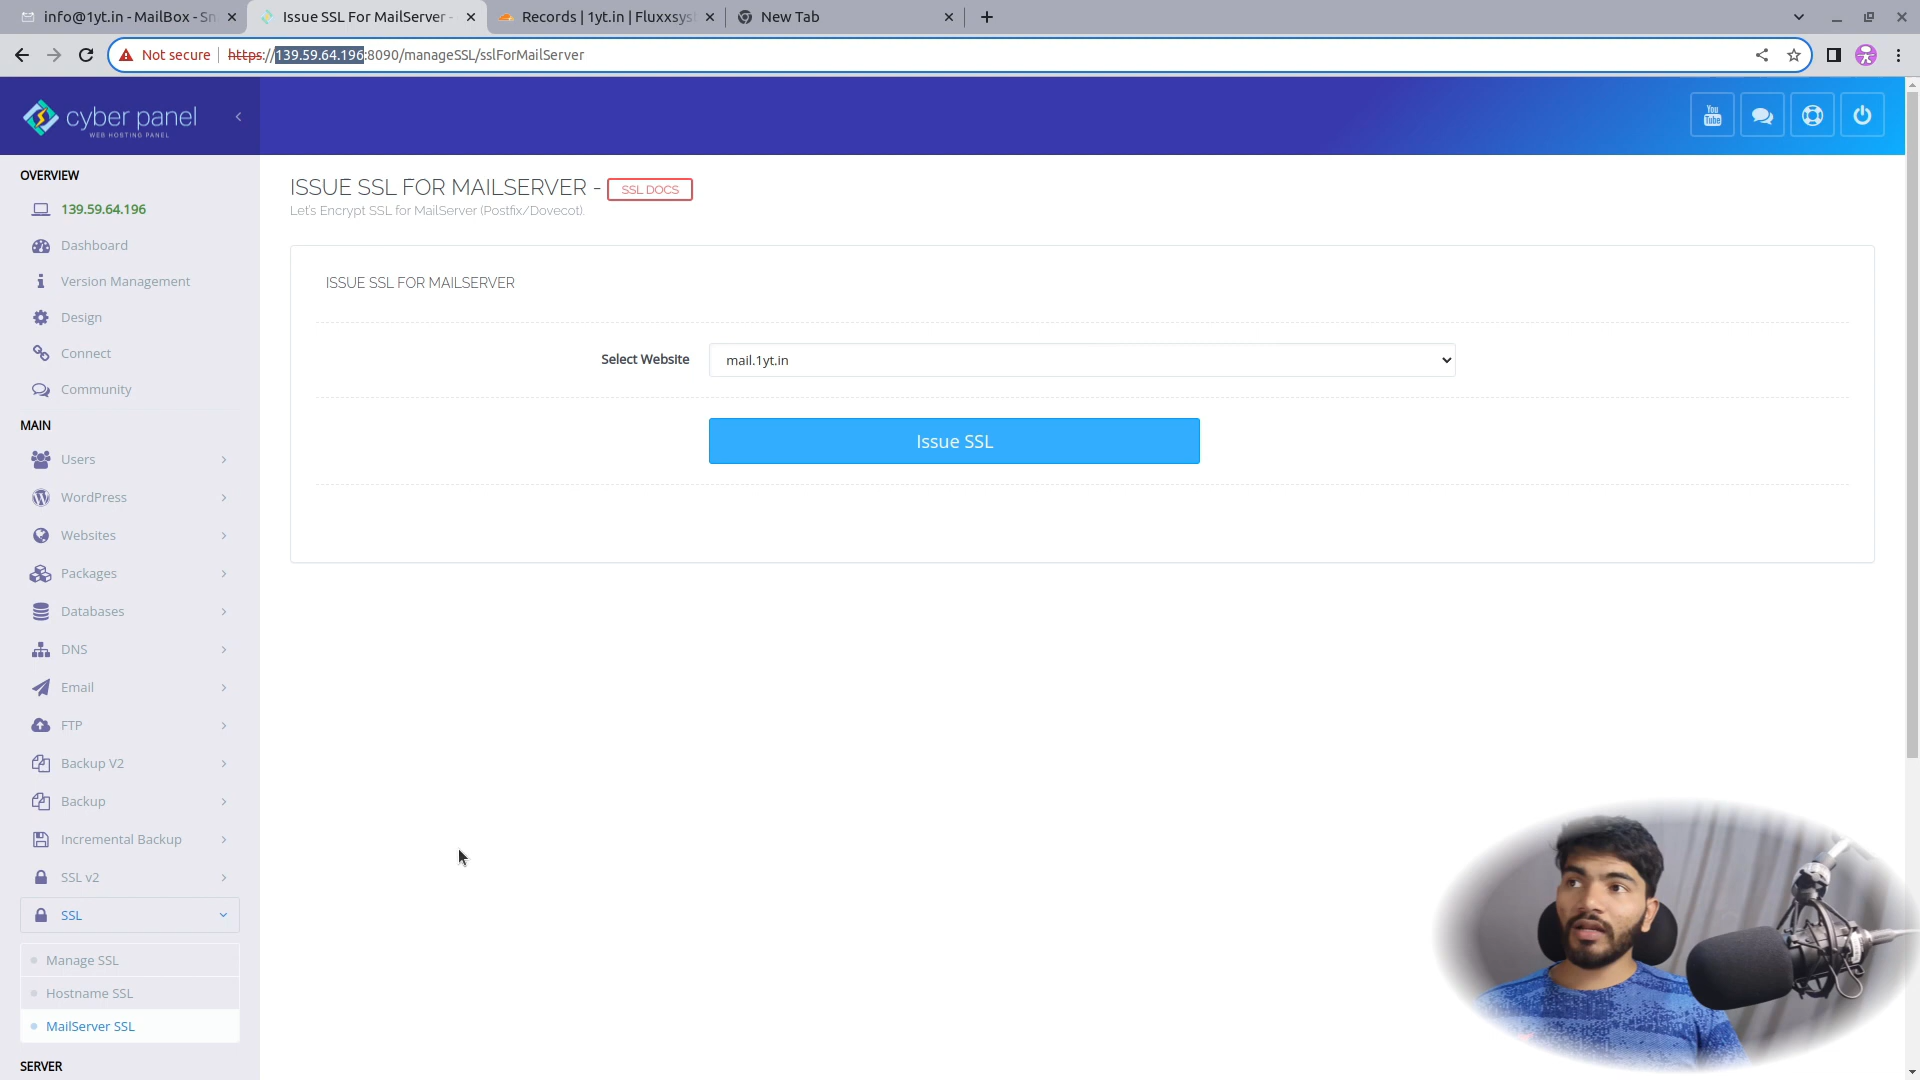 info@1yt.in - MailBox - Sn
Issue SSL For MailServer -
Records | 1yt.in | Fluxxsys
New Tab
Not secure
https://139.59.64.196:8090/manageSSL/sslForMailServer
cyber panel
WEB HOSTING PANEL
You
Tube
OVERVIEW
139.59.64.196
Dashboard
Version Management
Design
Connect
Community
MAIN
Users
WordPress
Websites
Packages
Databases
DNS
Email
FTP
Backup V2
Backup
Incremental Backup
SSL v2
SSL
Manage SSL
Hostname SSL
MailServer SSL
SERVER
ISSUE SSL FOR MAILSERVER - SSL DOCS
Let's Encrypt SSL for MailServer (Postfix/Dovecot).
ISSUE SSL FOR MAILSERVER
Select Website
mail.1yt.in
Issue SSL